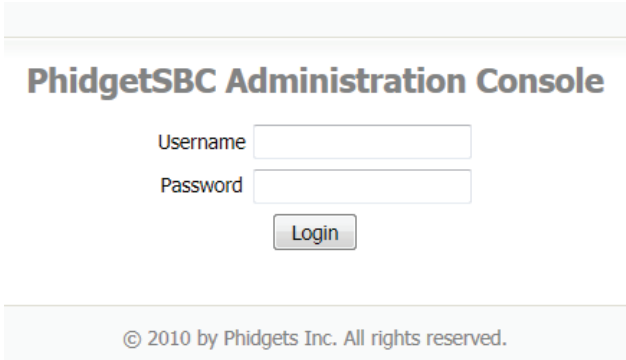 PhidgetSBC Administration Console
Username
Password
Login
© 2010 by Phidgets Inc. All rights reserved.